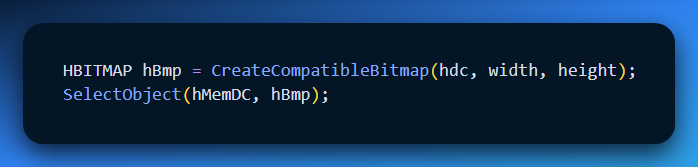 HBITMAP hBmp = CreateCompatibleBitmap(hdc, width, height);
SelectObject(hMemDC, hBmp);